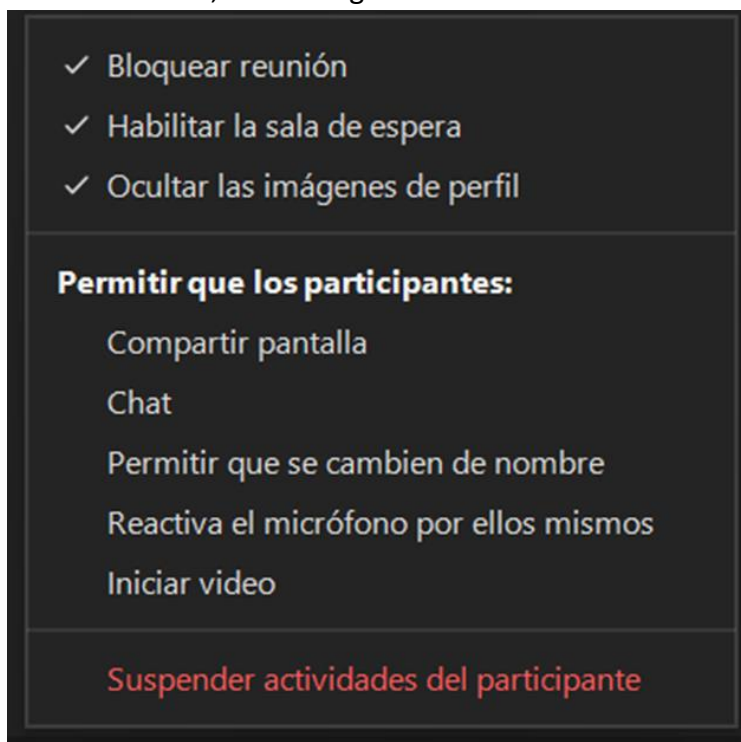 ✓ Bloquear reunión
✓ Habilitar la sala de espera
✓ Ocultar las imágenes de perfil
Permitir que los participantes:
Compartir pantalla
Chat
Permitir que se cambien de nombre
Reactiva el micrófono por ellos mismos
Iniciar video
Suspender actividades del participante